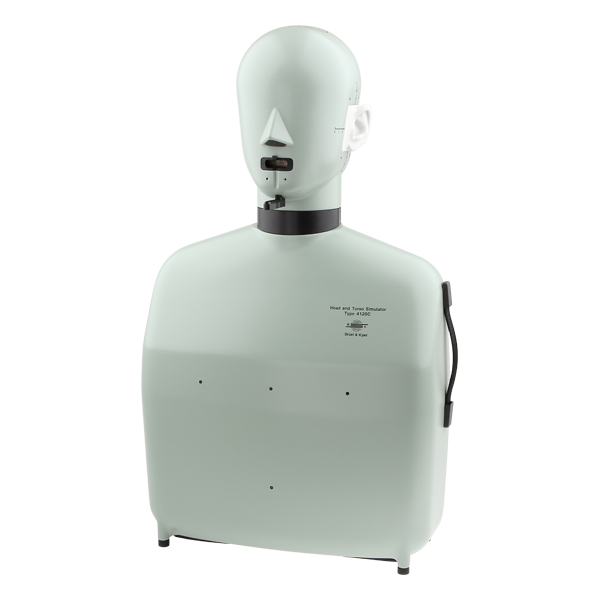 Head and Torso Simulator
Type 4128C
Brüel & Kjær